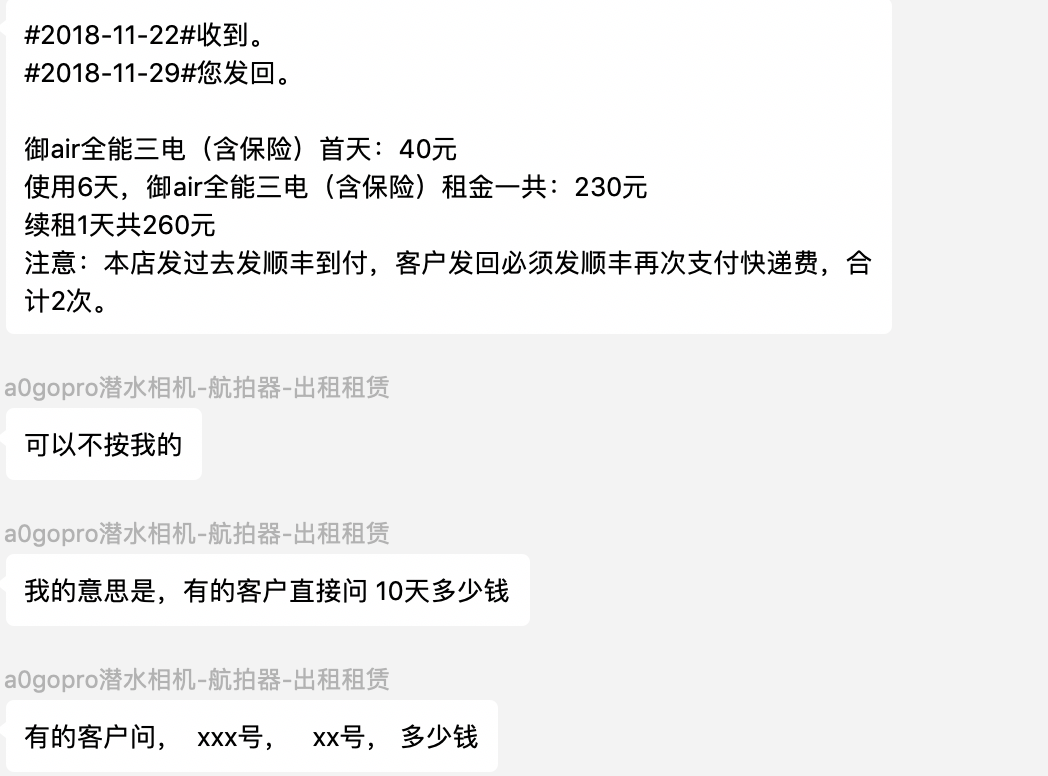 #2018-11-22#收到。
#2018-11-29#您发回。
御air全能三电（含保险）首天：40元
使用6天，御air全能三电（含保险）租金一共：230元
续租1天共260元
注意：本店发过去发顺丰到付，客户发回必须发顺丰再次支付快递费，合
计2次。
a0gopro潜水相机-航拍器-出租租赁
可以不按我的
a0gopro潜水相机-航拍器-出租租赁
我的意思是，有的客户直接问 10天多少钱
a0gopro潜水相机-航拍器-出租租赁
有的客户问， xxx号， xx号， 多少钱